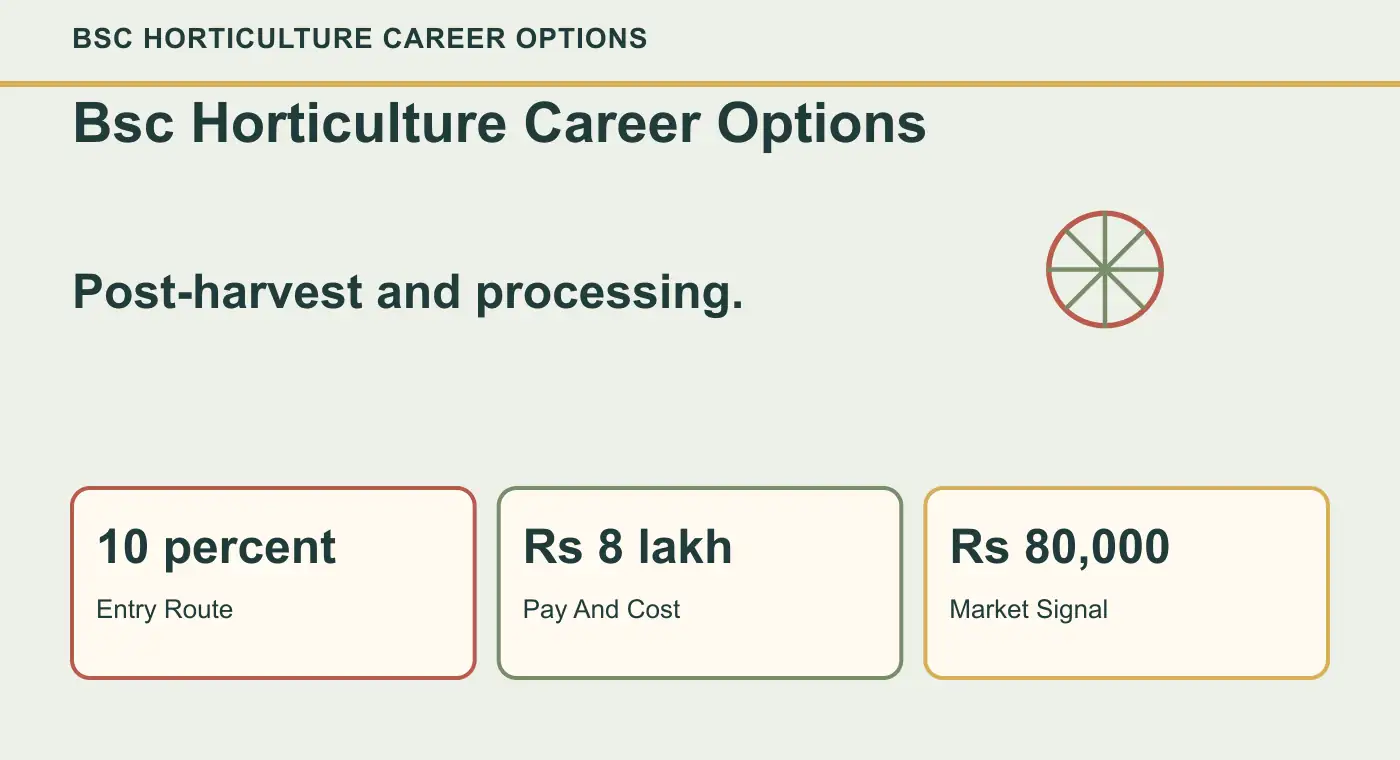 BSC HORTICULTURE CAREER OPTIONS
Bsc Horticulture Career Options
Post-harvest and processing.
10 percent
Entry Route
Rs 8 lakh
Pay And Cost
Rs 80,000
Market Signal